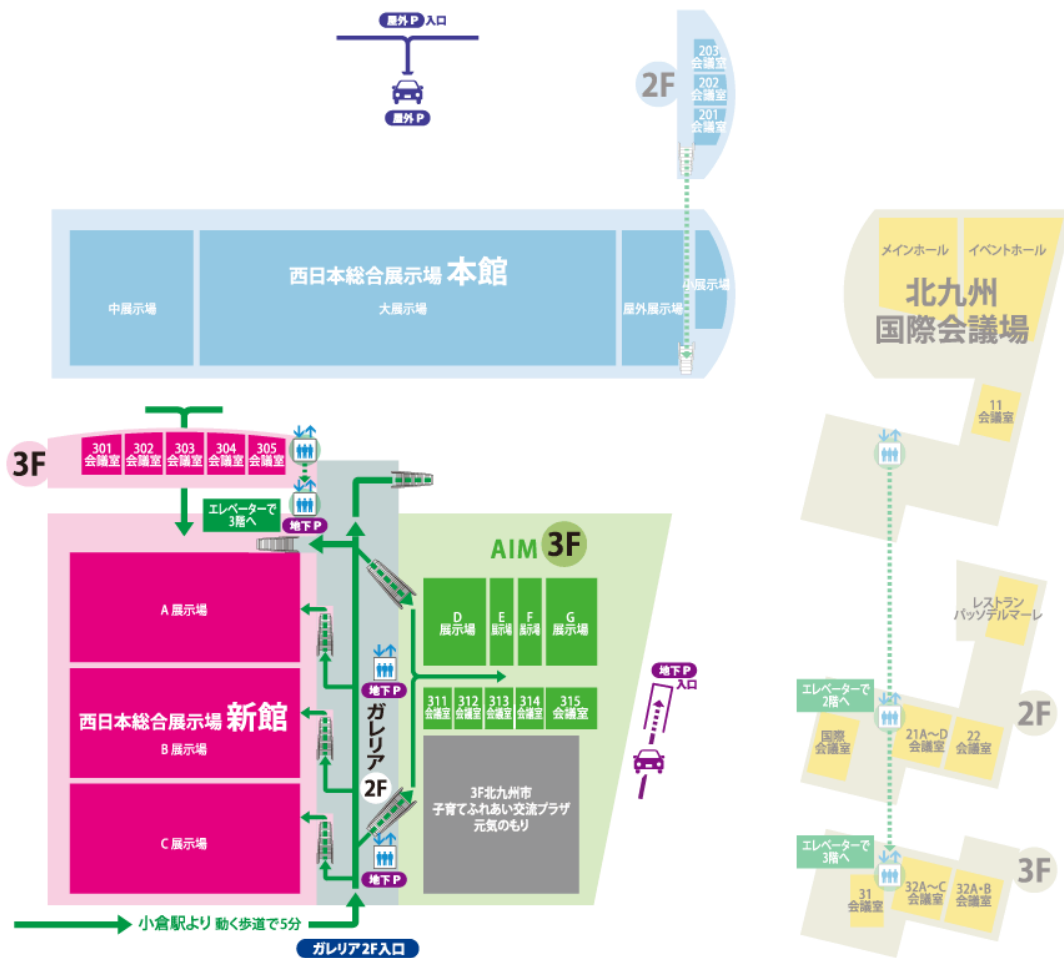 屋外P 入口
屋外P
2F
203
会議室
202
会議室
201
会議室
西日本総合展示場 本館
中展示場
大展示場
屋外展示場
小展示場
メインホール
イベントホール
北九州
国際会議場
11
会議室
3F
301
会議室
302
会議室
303
会議室
304
会議室
305
会議室
エレベーターで
3階へ
地下P
AIM 3F
D
展示場
E
展示場
F
展示場
G
展示場
A 展示場
西日本総合展示場 新館
B 展示場
C 展示場
地下P
ガレリア
2F
地下P
311
会議室
312
会議室
313
会議室
314
会議室
315
会議室
3F北九州市
子育てふれあい交流プラザ
元気のもり
地下P
入口
小倉駅より 動く歩道で5分
ガレリア2F入口
レストラン
パッソデルマーレ
エレベーターで
2階へ
国際
会議室
21A～D
会議室
22
会議室
2F
エレベーターで
3階へ
31
会議室
32A～C
会議室
32A・B
会議室
3F